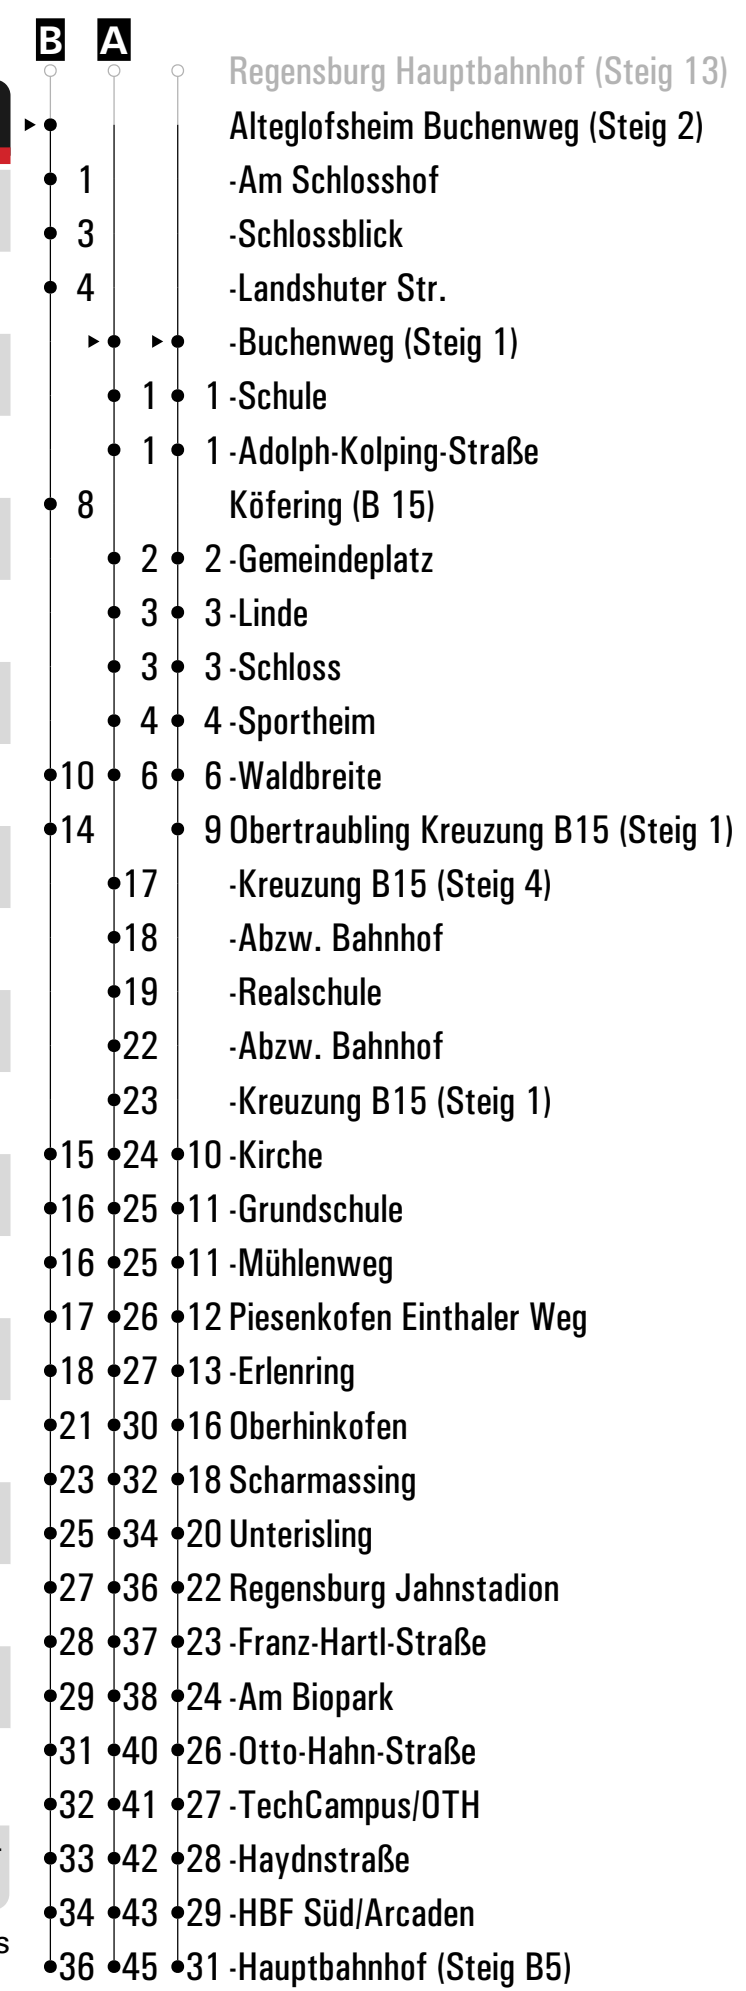 B A
Regensburg Hauptbahnhof (Steig 13)
Alteglofsheim Buchenweg (Steig 2)
1 -Am Schlosshof
3 -Schlossblick
4 -Landshuter Str.
-Buchenweg (Steig 1)
1 1 -Schule
1 1 -Adolph-Kolping-Straße
8 Köfering (B 15)
2 2 -Gemeindeplatz
3 3 -Linde
3 3 -Schloss
4 4 -Sportheim
10 6 6 -Waldbreite
14 9 Obertraubling Kreuzung B15 (Steig 1)
17 -Kreuzung B15 (Steig 4)
18 -Abzw. Bahnhof
19 -Realschule
22 -Abzw. Bahnhof
23 -Kreuzung B15 (Steig 1)
15 24 10 -Kirche
16 25 11 -Grundschule
16 25 11 -Mühlenweg
17 26 12 Piesenkofen Einthaler Weg
18 27 13 -Erlenring
21 30 16 Oberhinkofen
23 32 18 Scharmassing
25 34 20 Unterisling
27 36 22 Regensburg Jahnstadion
28 37 23 -Franz-Hartl-Straße
29 38 24 -Am Biopark
31 40 26 -Otto-Hahn-Straße
32 41 27 -TechCampus/OTH
33 42 28 -Haydnstraße
34 43 29 -HBF Süd/Arcaden
s
36 45 31 -Hauptbahnhof (Steig B5)